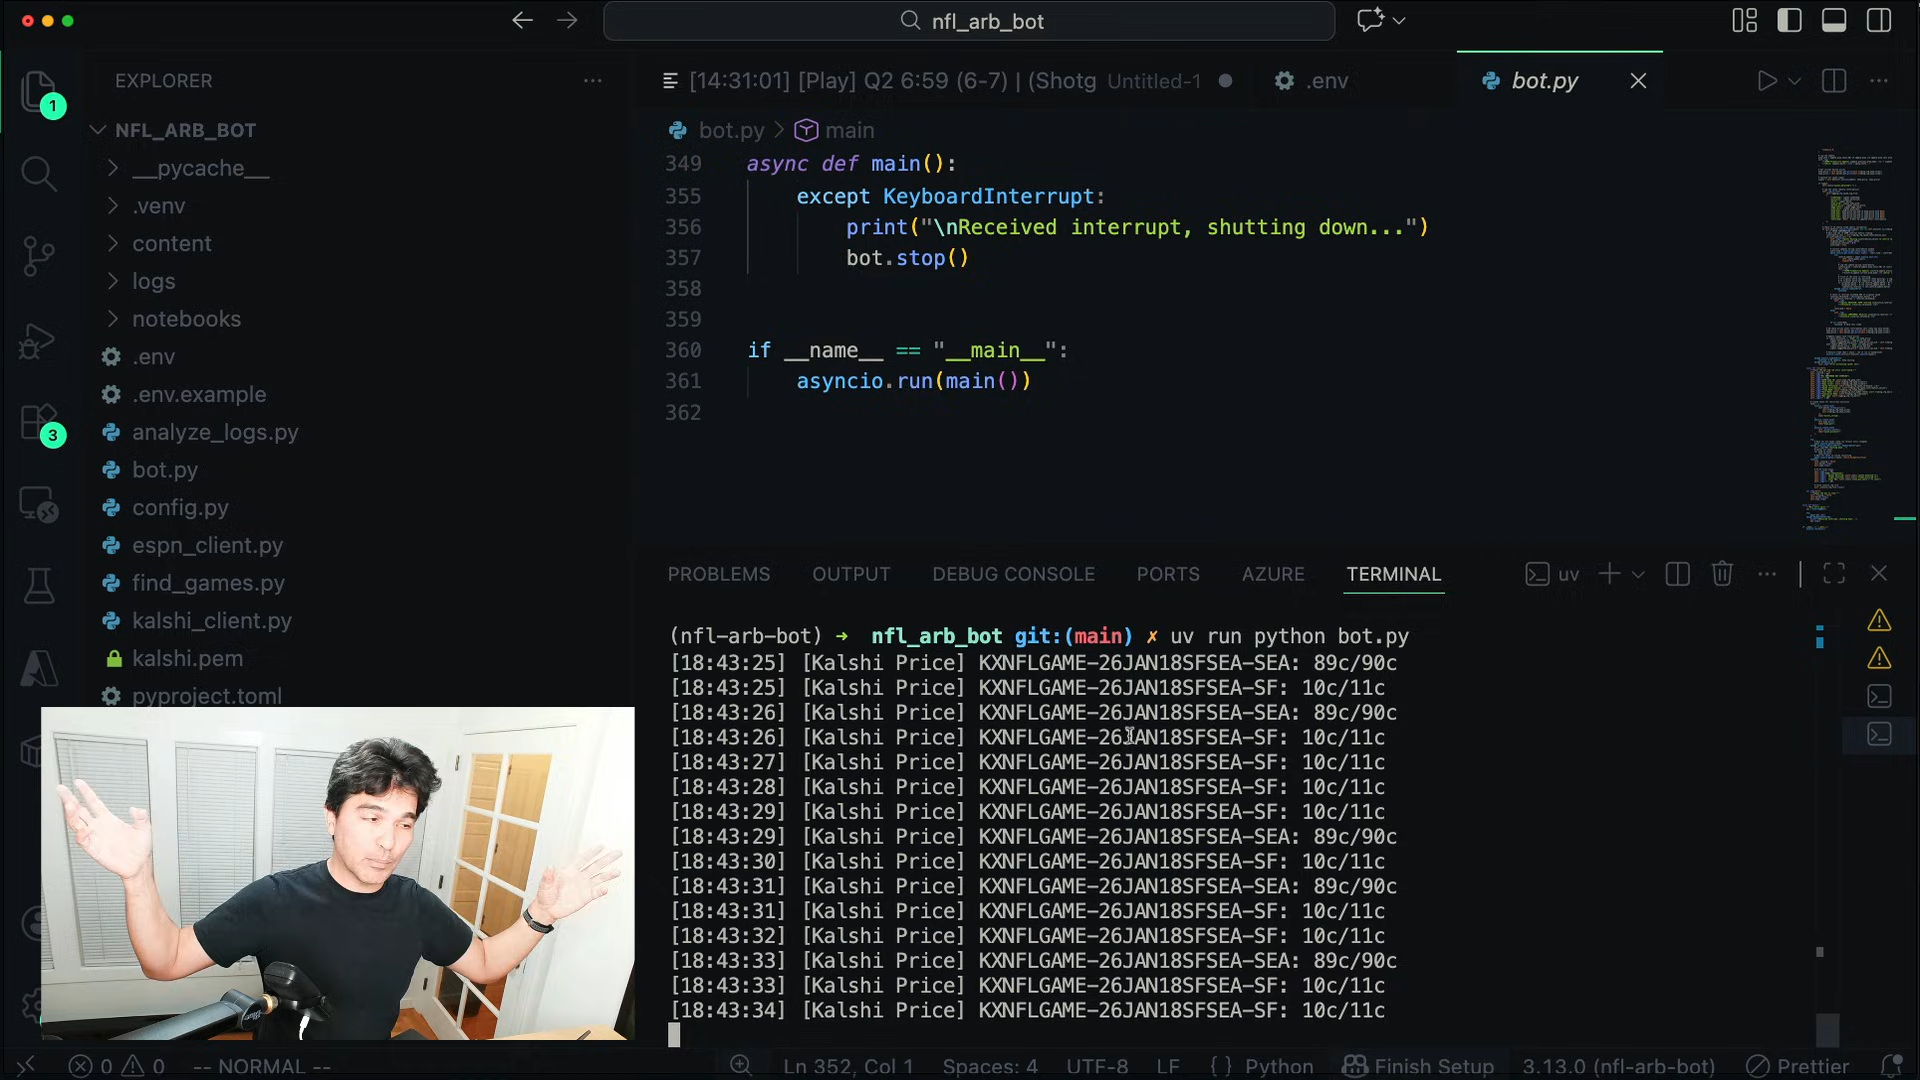 nfl_arb_bot
EXPLORER
[14:31:01] [Play] Q2 6:59 (6-7) | (Shotg Untitled-1
.env
bot.py
1
NFL_ARB_BOT
bot.py > main
__pycache__
.venv
content
logs
notebooks
.env
.env.example
analyze_logs.py
bot.py
config.py
espn_client.py
find_games.py
kalshi_client.py
kalshi.pem
pyproject.toml
3
349 async def main():
355 except KeyboardInterrupt:
356 print("\nReceived interrupt, shutting down...")
357 bot.stop()
358
359
360 if __name__ == "__main__":
361 asyncio.run(main())
362
PROBLEMS OUTPUT DEBUG CONSOLE PORTS AZURE TERMINAL uv
(nfl-arb-bot) → nfl_arb_bot git:(main) ✗ uv run python bot.py
[18:43:25] [Kalshi Price] KXNFLGAME-26JAN18SFSEA-SEA: 89c/90c
[18:43:25] [Kalshi Price] KXNFLGAME-26JAN18SFSEA-SF: 10c/11c
[18:43:26] [Kalshi Price] KXNFLGAME-26JAN18SFSEA-SEA: 89c/90c
[18:43:26] [Kalshi Price] KXNFLGAME-26JAN18SFSEA-SF: 10c/11c
[18:43:27] [Kalshi Price] KXNFLGAME-26JAN18SFSEA-SF: 10c/11c
[18:43:28] [Kalshi Price] KXNFLGAME-26JAN18SFSEA-SF: 10c/11c
[18:43:29] [Kalshi Price] KXNFLGAME-26JAN18SFSEA-SF: 10c/11c
[18:43:29] [Kalshi Price] KXNFLGAME-26JAN18SFSEA-SEA: 89c/90c
[18:43:30] [Kalshi Price] KXNFLGAME-26JAN18SFSEA-SF: 10c/11c
[18:43:31] [Kalshi Price] KXNFLGAME-26JAN18SFSEA-SEA: 89c/90c
[18:43:31] [Kalshi Price] KXNFLGAME-26JAN18SFSEA-SF: 10c/11c
[18:43:32] [Kalshi Price] KXNFLGAME-26JAN18SFSEA-SF: 10c/11c
[18:43:33] [Kalshi Price] KXNFLGAME-26JAN18SFSEA-SEA: 89c/90c
[18:43:33] [Kalshi Price] KXNFLGAME-26JAN18SFSEA-SF: 10c/11c
[18:43:34] [Kalshi Price] KXNFLGAME-26JAN18SFSEA-SF: 10c/11c
0 0 -- NORMAL -- Ln 352, Col 1 Spaces: 4 UTF-8 LF { } Python Finish Setup 3.13.0 (nfl-arb-bot) Prettier